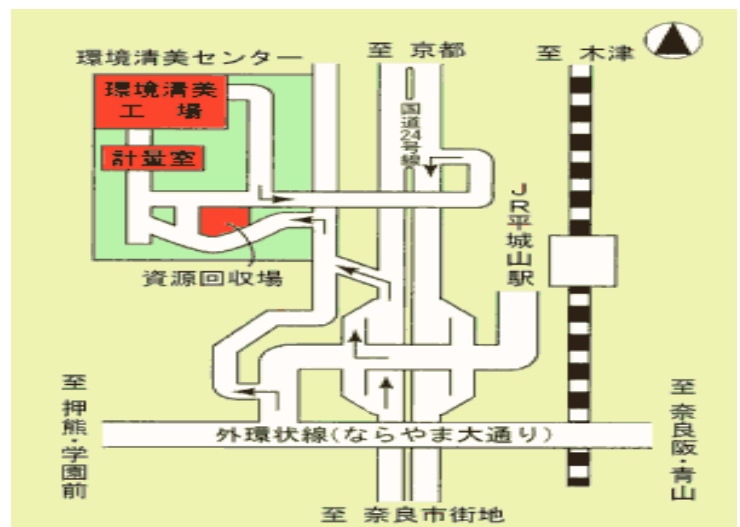 環境清美センター
至 京都
至 木津
環境清美
工 場
国道24号線
計量室
JR平城山駅
資源回収場
至 押熊・学園前
外環状線(ならやま大通り)
至 奈良阪・青山
至 奈良市街地